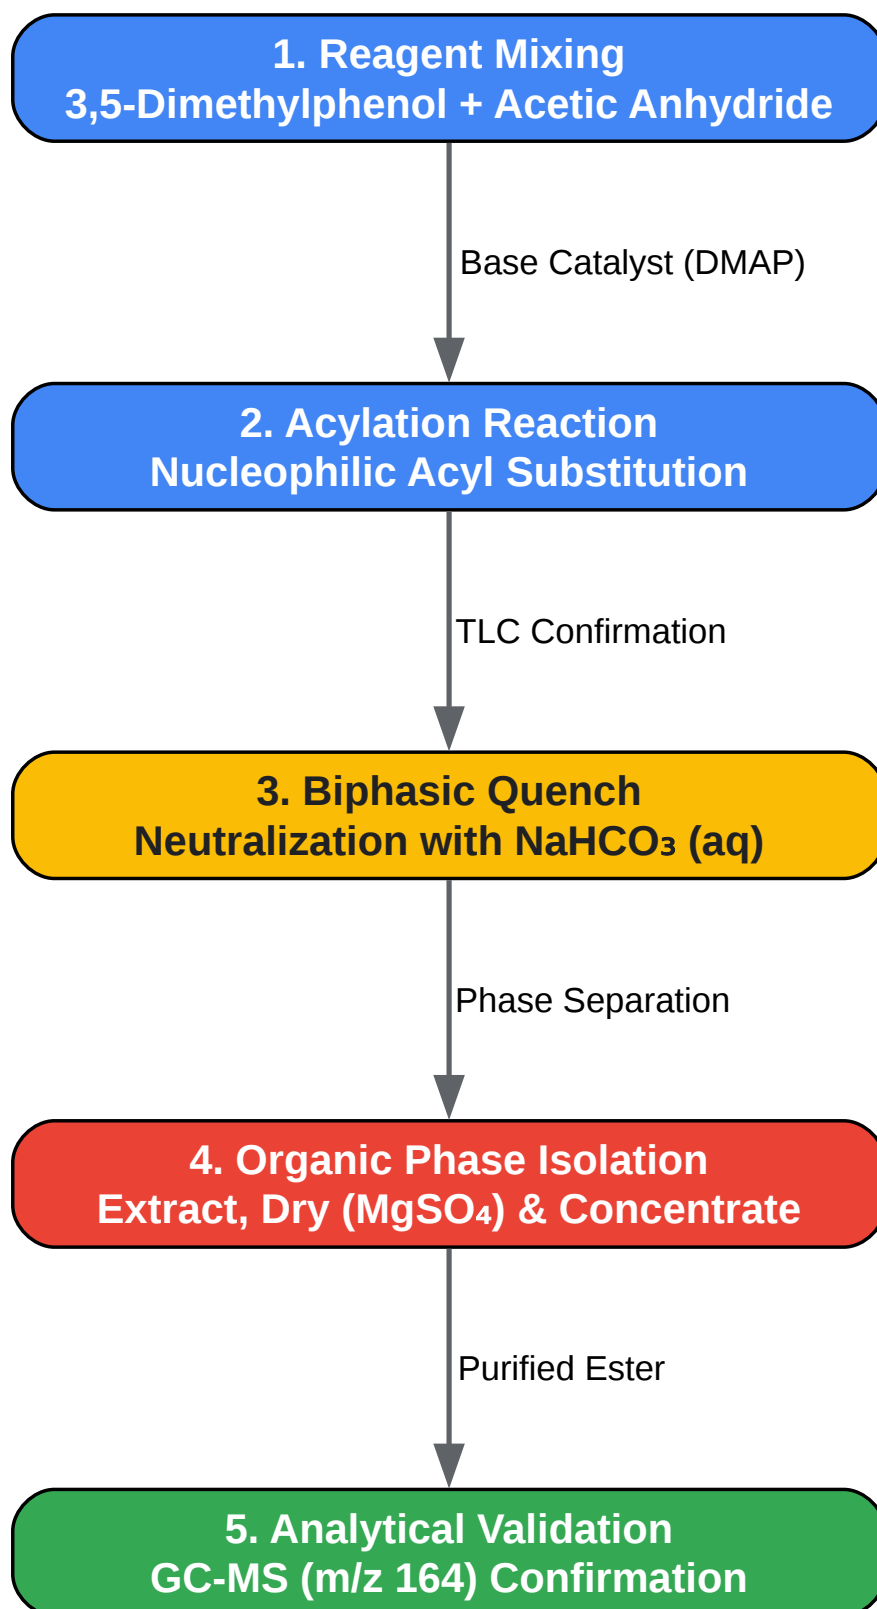 1. Reagent Mixing
3,5-Dimethylphenol + Acetic Anhydride
Base Catalyst (DMAP)
2. Acylation Reaction
Nucleophilic Acyl Substitution
TLC Confirmation
3. Biphasic Quench
Neutralization with NaHCO₃ (aq)
Phase Separation
4. Organic Phase Isolation
Extract, Dry (MgSO₄) & Concentrate
Purified Ester
5. Analytical Validation
GC-MS (m/z 164) Confirmation